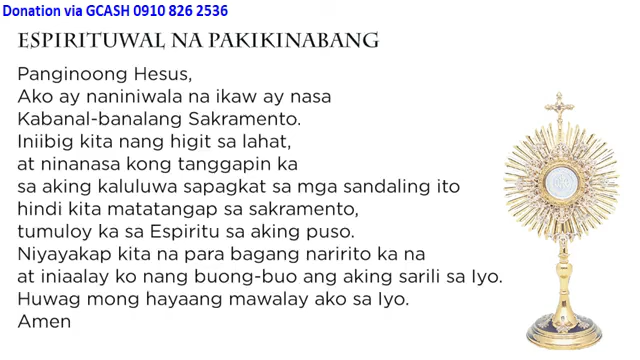 Donation via GCASH 0910 826 2536
ESPIRITUWAL NA PAKIKINABANG
Panginoong Hesus,
Ako ay naniniwala na ikaw ay nasa
Kabanal-banalang Sakramento.
Iniibig kita nang higit sa lahat,
at ninanasa kong tanggapin ka
sa aking kaluluwa sapagkat sa mga sandaling ito
hindi kita matatangap sa sakramento,
tumuloy ka sa Espiritu sa aking puso.
Niyayakap kita na para bagang naririto ka na
at iniaalay ko nang buong-buo ang aking sarili sa Iyo.
Huwag mong hayaang mawalay ako sa Iyo.
Amen